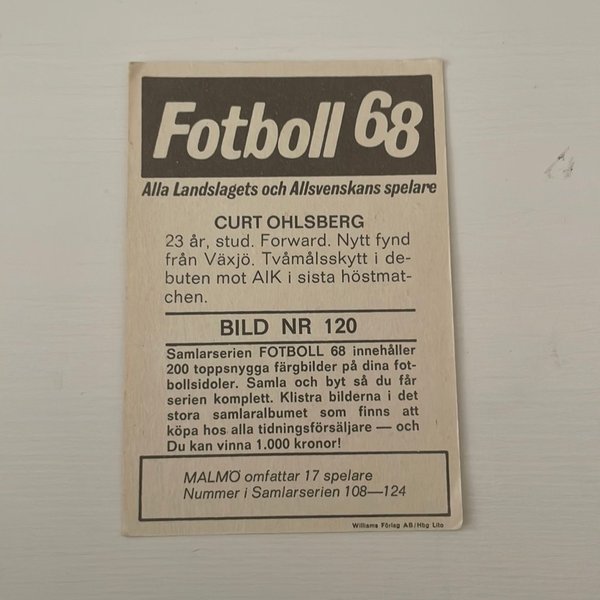 Fotboll 68
Alla Landslagets och Allsvenskans spelare
CURT OHLSBERG
23 år, stud. Forward. Nytt fynd
från Växjö. Tvåmålsskytt i de-
buten mot AIK i sista höstmat-
chen.
BILD NR 120
Samlarserien FOTBOLL 68 innehåller
200 toppsnygga färgbilder på dina fot-
bollsidoler. Samla och byt så du får
serien komplett. Klistra bilderna i det
stora samlaralbumet som finns att
köpa hos alla tidningsförsäljare — och
Du kan vinna 1.000 kronor!
MALMÖ omfattar 17 spelare
Nummer i Samlarserien 108—124
Williams Förlag AB/Hbg Lito